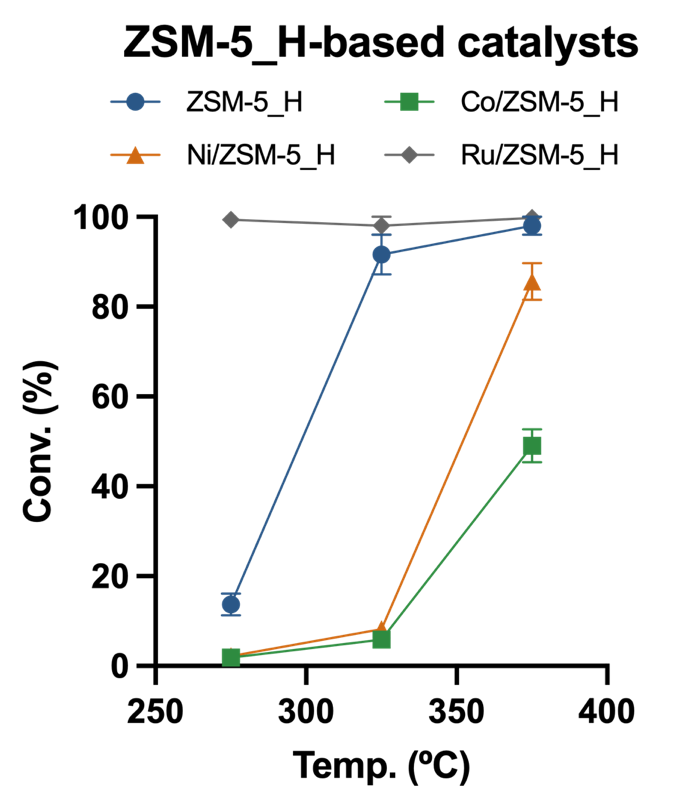 ZSM-5_H-based catalysts
ZSM-5_H Co/ZSM-5_H
Ni/ZSM-5_H Ru/ZSM-5_H
100
80
60
40
20
0
Conv. (%)
250 300 350 400
Temp. (ºC)